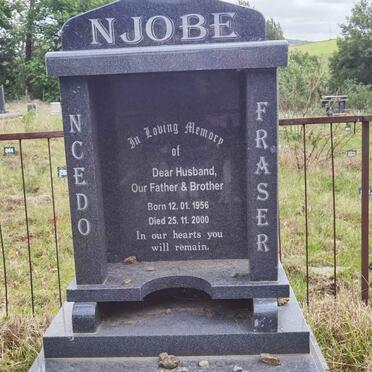 NJOBE
NCEDO
FRASER
In Loving Memory
of
Dear Husband,
Our Father & Brother
Born 12. 01. 1956
Died 25. 11. 2000
In our hearts you
will remain.